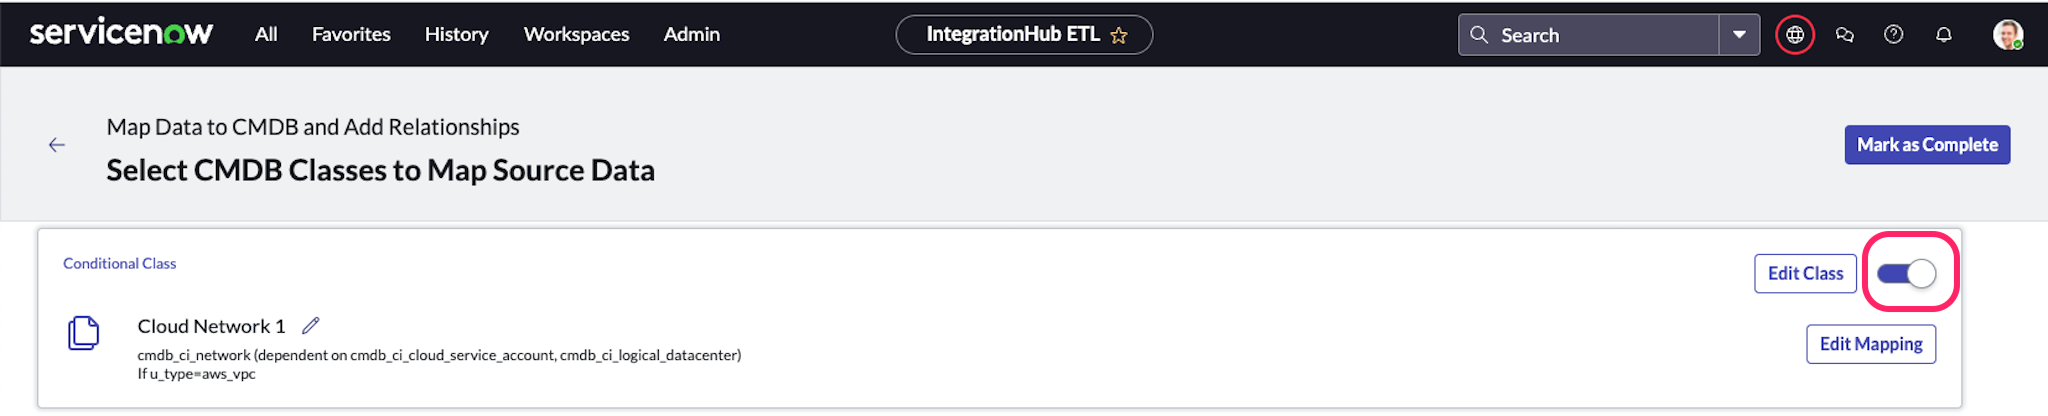 servicenow All Favorites History Workspaces Admin IntegrationHub ETL Search
Map Data to CMDB and Add Relationships
Select CMDB Classes to Map Source Data
Mark as Complete
Conditional Class
Edit Class
Cloud Network 1
cmdb_ci_network (dependent on cmdb_ci_cloud_service_account, cmdb_ci_logical_datacenter)
If u_type=aws_vpc
Edit Mapping